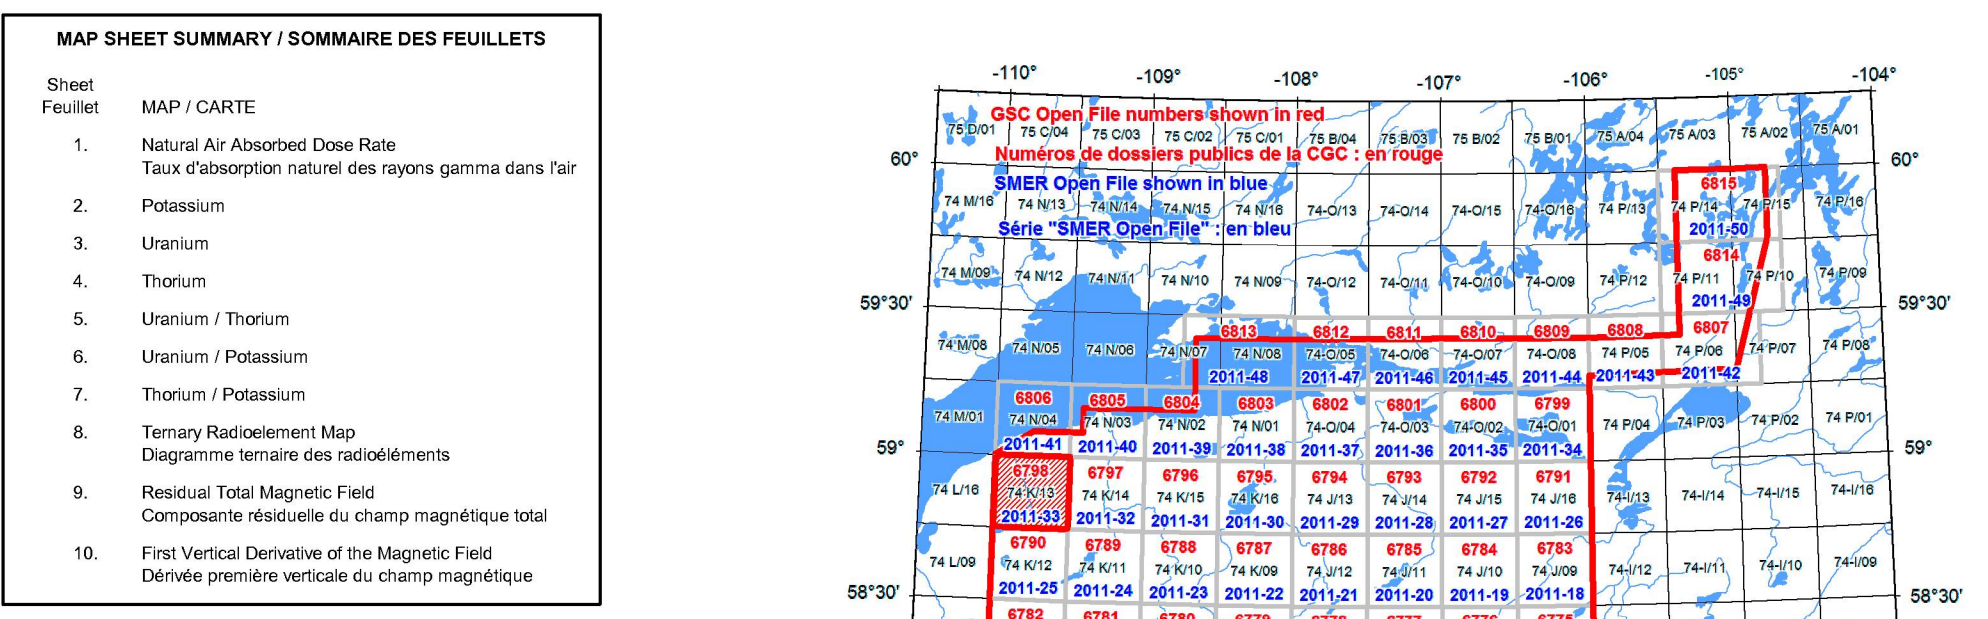 MAP SHEET SUMMARY / SOMMAIRE DES FEUILLETS
Sheet
Feuillet MAP / CARTE
1. Natural Air Absorbed Dose Rate
Taux d'absorption naturel des rayons gamma dans l'air
2. Potassium
3. Uranium
4. Thorium
5. Uranium / Thorium
6. Uranium / Potassium
7. Thorium / Potassium
8. Ternary Radioelement Map
Diagramme ternaire des radioéléments
9. Residual Total Magnetic Field
Composante résiduelle du champ magnétique total
10. First Vertical Derivative of the Magnetic Field
Dérivée première verticale du champ magnétique
-110° -109° -108° -107° -106° -105° -104°
GSC Open File numbers shown in red
75 D/01 75 C/04 75 C/03 75 C/02 75 C/01 75 B/04 75 B/03 75 B/02 75 B/01 75 A/04 75 A/03 75 A/02 75 A/01
Numéros de dossiers publics de la CGC : en rouge
60° 60°
SMER Open File shown in blue
6815
74 M/16 74 N/13 74 N/14 74 N/15 74 N/16 74-O/13 74-O/14 74-O/15 74-O/16 74 P/13 74 P/14 74 P/15 74 P/16
Série "SMER Open File" : en bleu
2011-50
6814
74 M/09 74 N/12 74 N/11 74 N/10 74 N/09 74-O/12 74-O/11 74-O/10 74-O/09 74 P/12 74 P/11 74 P/10 74 P/09
2011-49
59°30' 59°30'
6813 6812 6811 6810 6809 6808 6807
74 M/08 74 N/05 74 N/06 74 N/07 74 N/08 74-O/05 74-O/06 74-O/07 74-O/08 74 P/05 74 P/06 74 P/07 74 P/08
2011-48 2011-47 2011-46 2011-45 2011-44 2011-43 2011-42
6806 6805 6804 6803 6802 6801 6800 6799
74 M/01 74 N/04 74 N/03 74 N/02 74 N/01 74-O/04 74-O/03 74-O/02 74-O/01 74 P/04 74 P/03 74 P/02 74 P/01
2011-41 2011-40 2011-39 2011-38 2011-37 2011-36 2011-35 2011-34
59° 59°
6798 6797 6796 6795 6794 6793 6792 6791
74 L/16 74 K/13 74 K/14 74 K/15 74 K/16 74 J/13 74 J/14 74 J/15 74 J/16 74-I/13 74-I/14 74-I/15 74-I/16
2011-33 2011-32 2011-31 2011-30 2011-29 2011-28 2011-27 2011-26
6790 6789 6788 6787 6786 6785 6784 6783
74 L/09 74 K/12 74 K/11 74 K/10 74 K/09 74 J/12 74 J/11 74 J/10 74 J/09 74-I/12 74-I/11 74-I/10 74-I/09
2011-25 2011-24 2011-23 2011-22 2011-21 2011-20 2011-19 2011-18
58°30' 58°30'
6782 6781 6780 6779 6778 6777 6776 6775